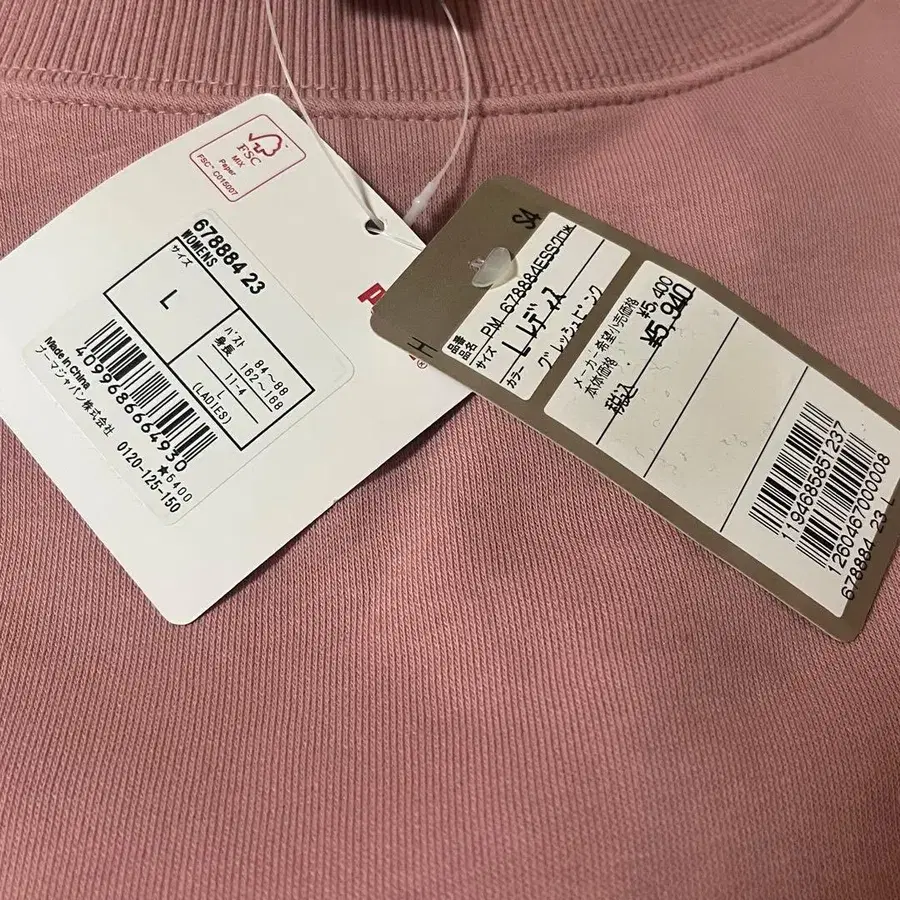 FSC
MIX
Paper
FSC™ C015007
678884 23
WOMENS
サイズ
L
バスト 84〜88
身長 162〜168
11-4
(LADIES)
4099686664930
★6400
Made in China
プーマジャパン株式会社 0120-125-150
P
®
S4
H
品番 PM 678884ESSクロ*
品名
サイズ L レディス
カラー グレッシュピンク
メーカー希望小売価格
本体価格 ¥5,400
税込 ¥5,940
1194685851237
1260467000008
678884 23 L